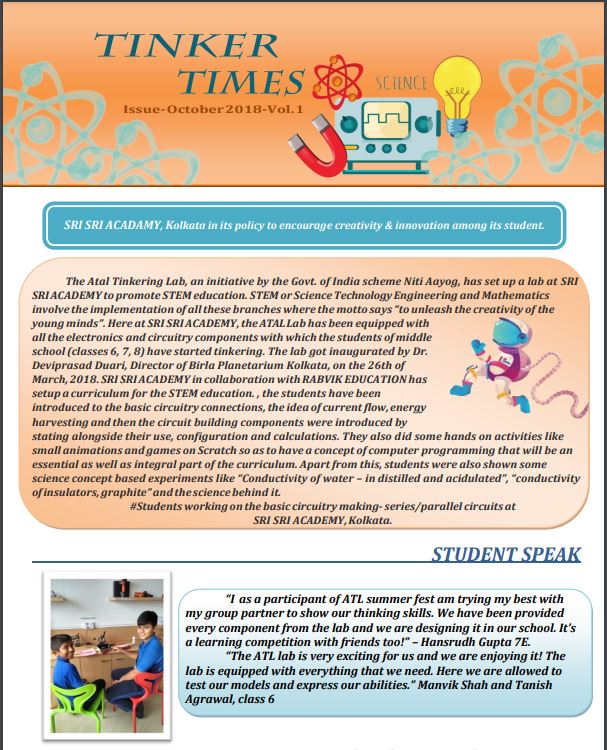 TINKER
TIMES
SCIENCE
Issue-October2018-Vol.1
SRI SRI ACADAMY, Kolkata in its policy to encourage creativity & innovation among its student.
The Atal Tinkering Lab, an initiative by the Govt. of India scheme Niti Aayog, has set up a lab at SRI
SRI ACADEMY to promote STEM education. STEM or Science Technology Engineering and Mathematics
involve the implementation of all these branches where the motto says "to unleash the creativity of the
young minds". Here at SRI SRI ACADEMY, the ATAL Lab has been equipped with
all the electronics and circuitry components with which the students of middle
school (classes 6, 7, 8) have started tinkering. The lab got inaugurated by Dr.
Deviprasad Duari, Director of Birla Planetarium Kolkata, on the 26th of
March, 2018. SRI SRI ACADEMY in collaboration with RABVIK EDUCATION has
setup a curriculum for the STEM education. , the students have been
introduced to the basic circuitry connections, the idea of current flow, energy
harvesting and then the circuit building components were introduced by
stating alongside their use, configuration and calculations. They also did some hands on activities like
small animations and games on Scratch so as to have a concept of computer programming that will be an
essential as well as integral part of the curriculum. Apart from this, students were also shown some
science concept based experiments like "Conductivity of water – in distilled and acidulated", "conductivity
of insulators, graphite" and the science behind it.
#Students working on the basic circuitry making- series/parallel circuits at
SRI SRI ACADEMY, Kolkata.
STUDENT SPEAK
"I as a participant of ATL summer fest am trying my best with
my group partner to show our thinking skills. We have been provided
every component from the lab and we are designing it in our school. It's
a learning competition with friends too!" – Hansrudh Gupta 7E.
"The ATL lab is very exciting for us and we are enjoying it! The
lab is equipped with everything that we need. Here we are allowed to
test our models and express our abilities." Manvik Shah and Tanish
Agrawal, class 6